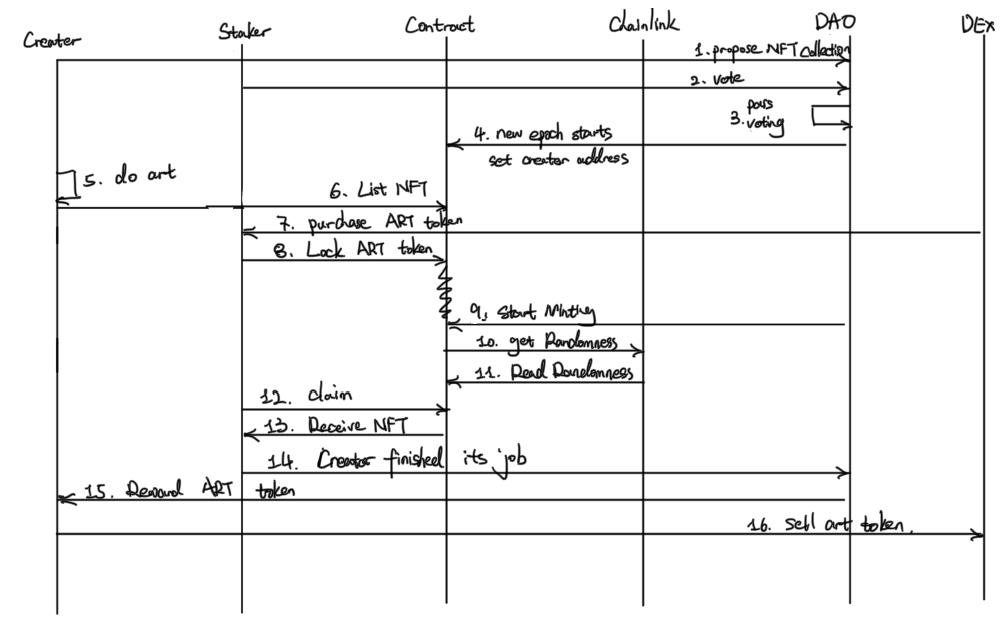 Creater
Staker
Contract
Chainlink
DAO
DEX
1. propose NFT Collection
2. vote
3. pass voting
4. new epoch starts
set creator address
5. do art
6. List NFT
7. purchase ART token
8. Lock ART token
9. Start Minting
10. get Randomness
11. Read Randomness
12. claim
13. Receive NFT
14. Creator finished its job
15. Reward ART token
16. sell art token.